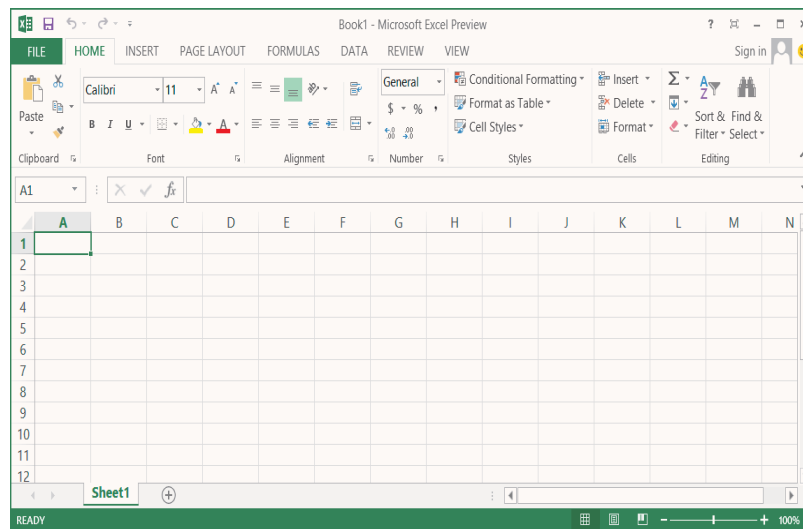 Book1 - Microsoft Excel Preview
FILE HOME INSERT PAGE LAYOUT FORMULAS DATA REVIEW VIEW Sign in
Calibri 11 General Conditional Formatting Insert
Paste B I U A $ % , Format as Table Delete Sort & Find &
Cell Styles Format Filter Select
Clipboard Font Alignment Number Styles Cells Editing
A1 fx
A B C D E F G H I J K L M N
1
2
3
4
5
6
7
8
9
10
11
12
Sheet1
READY 100%